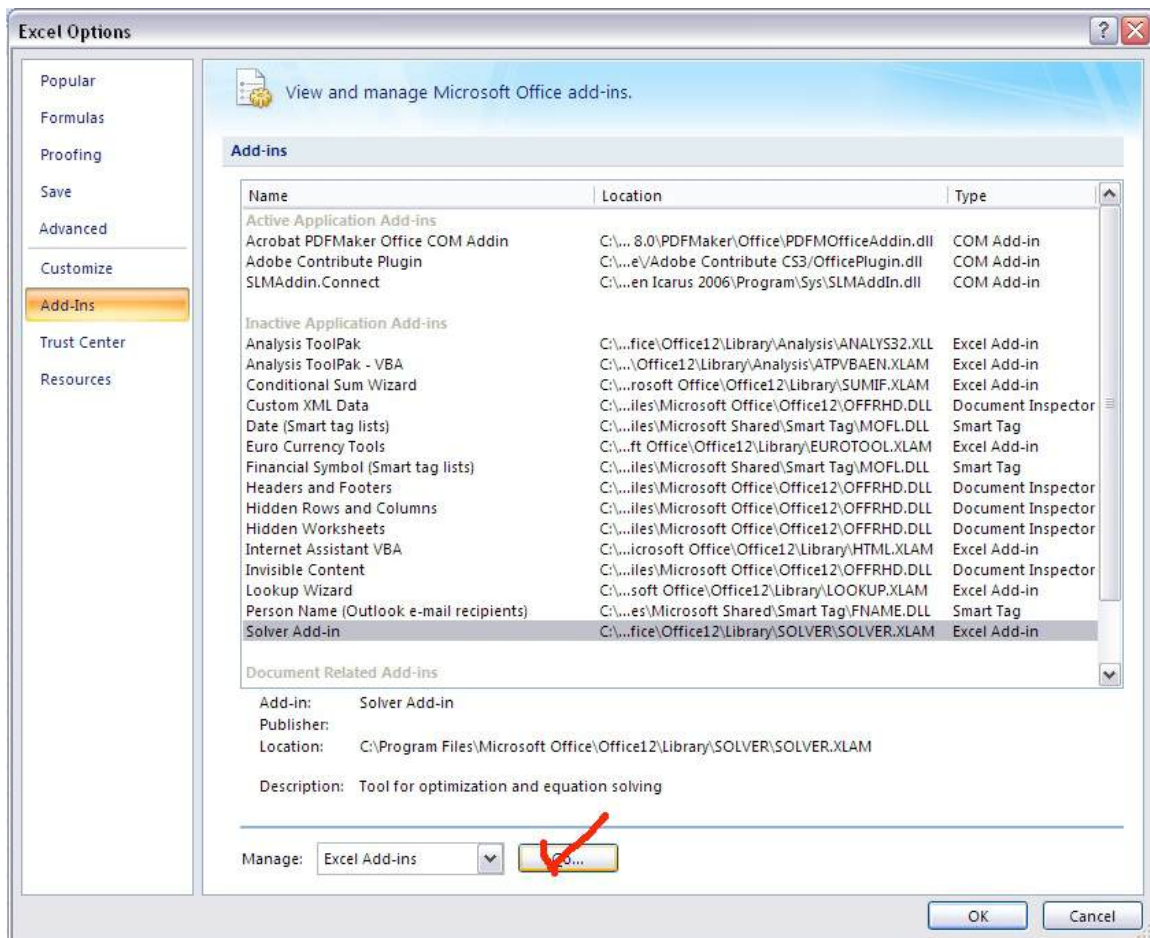 Excel Options
Popular
Formulas
Proofing
Save
Advanced
Customize
Add-Ins
Trust Center
Resources
View and manage Microsoft Office add-ins.
Add-ins
Name Location Type
Active Application Add-ins
Acrobat PDFMaker Office COM Addin C:\... 8.0\PDFMaker\Office\PDFMOfficeAddin.dll COM Add-in
Adobe Contribute Plugin C:\...e\/Adobe Contribute CS3/OfficePlugin.dll COM Add-in
SLMAddin.Connect C:\...en Icarus 2006\Program\Sys\SLMAddIn.dll COM Add-in
Inactive Application Add-ins
Analysis ToolPak C:\...fice\Office12\Library\Analysis\ANALYS32.XLL Excel Add-in
Analysis ToolPak - VBA C:\...\Office12\Library\Analysis\ATPVBAEN.XLAM Excel Add-in
Conditional Sum Wizard C:\...rosoft Office\Office12\Library\SUMIF.XLAM Excel Add-in
Custom XML Data C:\...iles\Microsoft Office\Office12\OFFRHD.DLL Document Inspector
Date (Smart tag lists) C:\...iles\Microsoft Shared\Smart Tag\MOFL.DLL Smart Tag
Euro Currency Tools C:\...ft Office\Office12\Library\EUROTOOL.XLAM Excel Add-in
Financial Symbol (Smart tag lists) C:\...iles\Microsoft Shared\Smart Tag\MOFL.DLL Smart Tag
Headers and Footers C:\...iles\Microsoft Office\Office12\OFFRHD.DLL Document Inspector
Hidden Rows and Columns C:\...iles\Microsoft Office\Office12\OFFRHD.DLL Document Inspector
Hidden Worksheets C:\...iles\Microsoft Office\Office12\OFFRHD.DLL Document Inspector
Internet Assistant VBA C:\...icrosoft Office\Office12\Library\HTML.XLAM Excel Add-in
Invisible Content C:\...iles\Microsoft Office\Office12\OFFRHD.DLL Document Inspector
Lookup Wizard C:\...soft Office\Office12\Library\LOOKUP.XLAM Excel Add-in
Person Name (Outlook e-mail recipients) C:\...es\Microsoft Shared\Smart Tag\FNAME.DLL Smart Tag
Solver Add-in C:\...fice\Office12\Library\SOLVER\SOLVER.XLAM Excel Add-in
Document Related Add-ins
Add-in: Solver Add-in
Publisher:
Location: C:\Program Files\Microsoft Office\Office12\Library\SOLVER\SOLVER.XLAM
Description: Tool for optimization and equation solving
Manage: Excel Add-ins Go...
OK Cancel